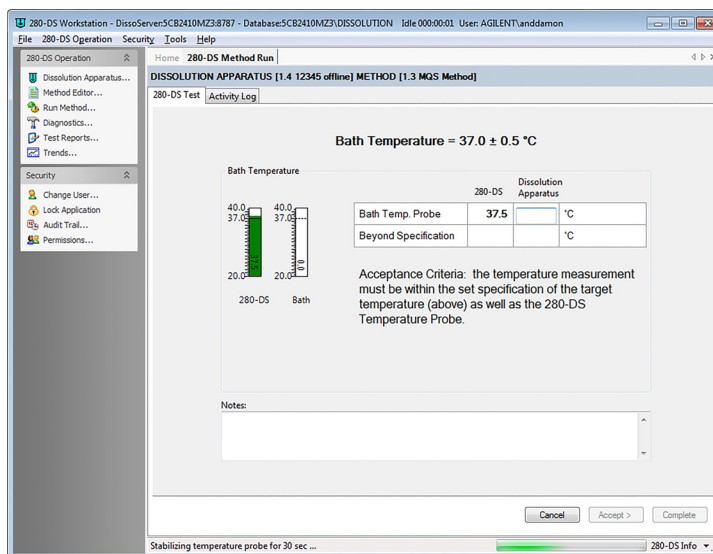 280-DS Workstation - DissoServer:5CB2410MZ3:8787 - Database:5CB2410MZ3\DISSOLUTION Idle 000:00:01 User: AGILENT\anddamon
File 280-DS Operation Security Tools Help
280-DS Operation
Dissolution Apparatus...
Method Editor...
Run Method...
Diagnostics...
Test Reports...
Trends...
Security
Change User...
Lock Application
Audit Trail...
Permissions...
Home 280-DS Method Run
DISSOLUTION APPARATUS [1.4 12345 offline] METHOD [1.3 MQS Method]
280-DS Test Activity Log
Bath Temperature = 37.0 ± 0.5 °C
Bath Temperature
40.0 40.0
37.0 37.0
37.5 0.0
20.0 20.0
280-DS Bath
280-DS Dissolution Apparatus
Bath Temp. Probe 37.5 °C
Beyond Specification °C
Acceptance Criteria: the temperature measurement
must be within the set specification of the target
temperature (above) as well as the 280-DS
Temperature Probe.
Notes:
Cancel Accept > Complete
Stabilizing temperature probe for 30 sec ... 280-DS Info